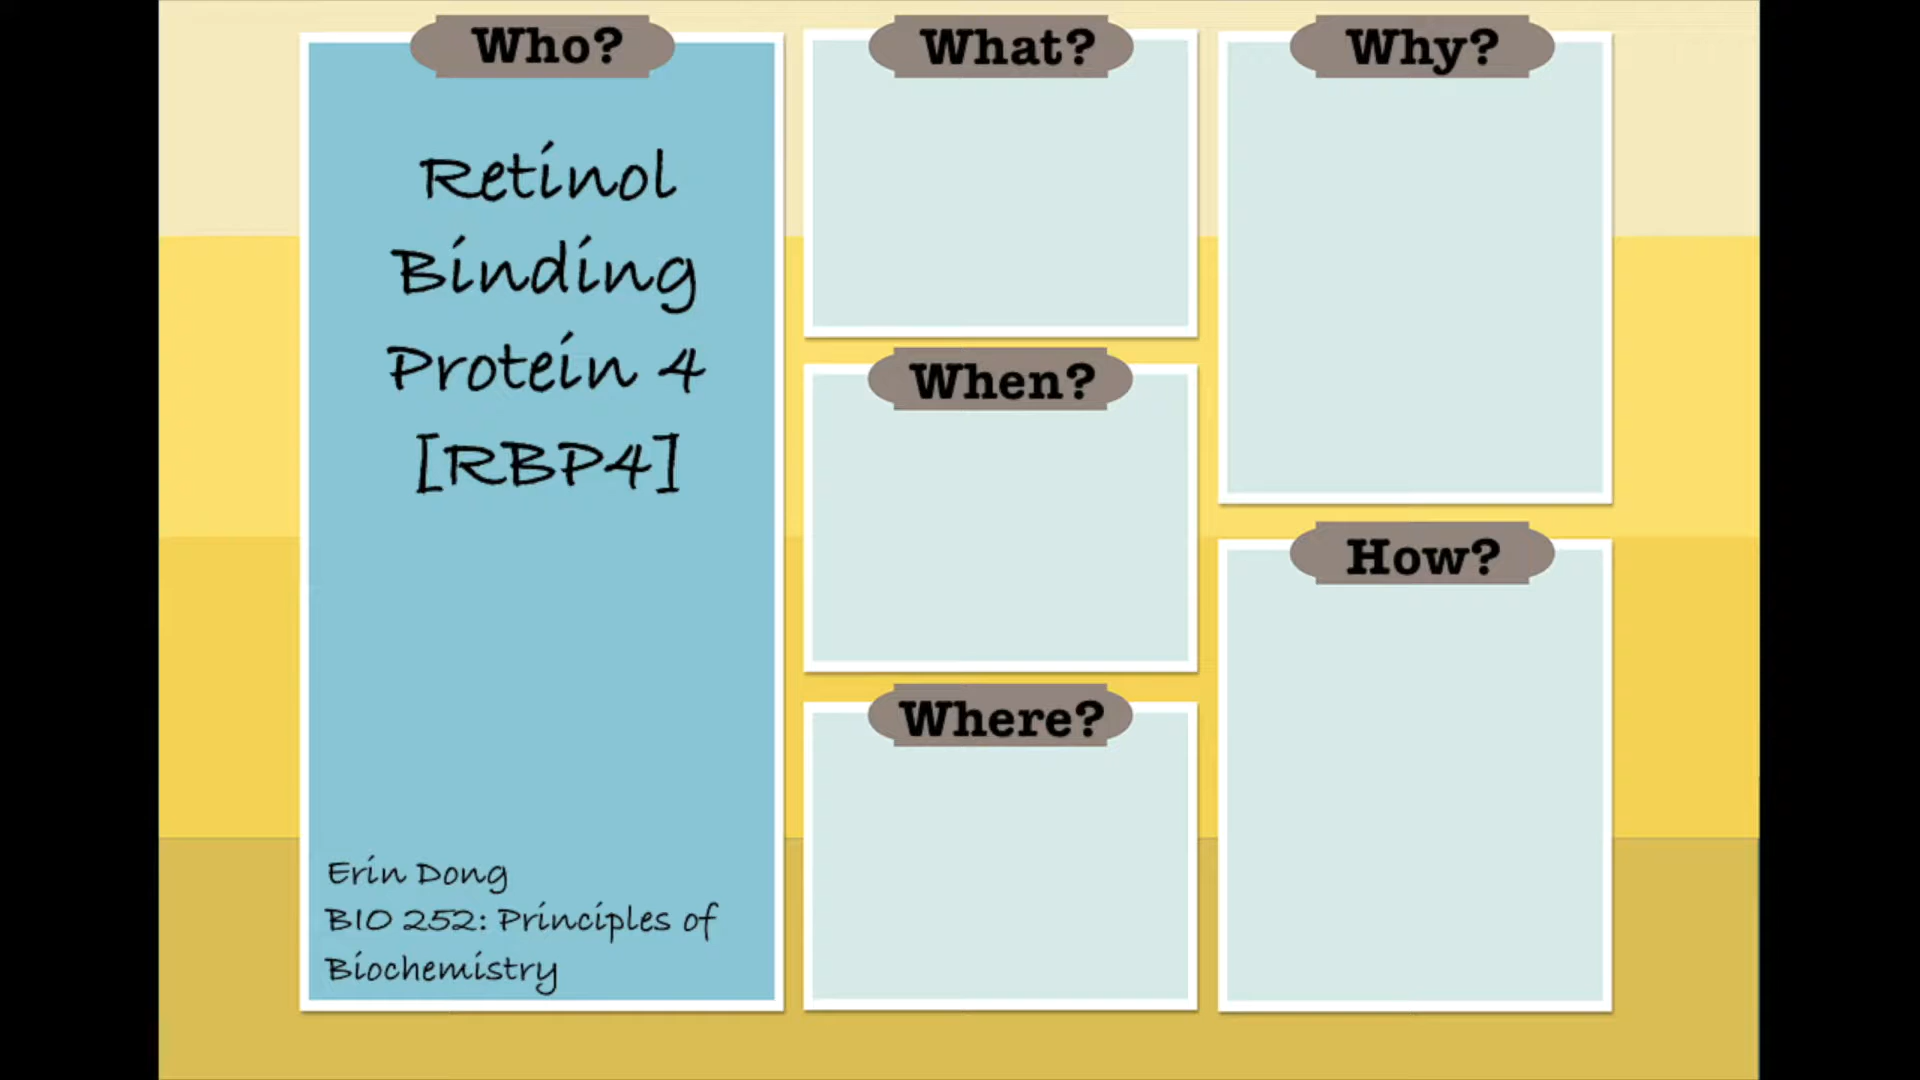 Who?
Retinol
Binding
Protein 4
[RBP4]
Erin Dong
BIO 252: Principles of
Biochemistry
What?
When?
Where?
Why?
How?